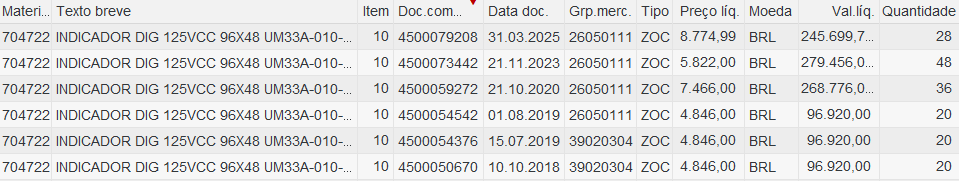 Materi... Texto breve Item Doc.com... Data doc. Grp.merc. Tipo Preço líq. Moeda Val.líq. Quantidade
704722 INDICADOR DIG 125VCC 96X48 UM33A-010-... 10 4500079208 31.03.2025 26050111 ZOC 8.774,99 BRL 245.699,7... 28
704722 INDICADOR DIG 125VCC 96X48 UM33A-010-... 10 4500073442 21.11.2023 26050111 ZOC 5.822,00 BRL 279.456,0... 48
704722 INDICADOR DIG 125VCC 96X48 UM33A-010-... 10 4500059272 21.10.2020 26050111 ZOC 7.466,00 BRL 268.776,0... 36
704722 INDICADOR DIG 125VCC 96X48 UM33A-010-... 10 4500054542 01.08.2019 26050111 ZOC 4.846,00 BRL 96.920,00 20
704722 INDICADOR DIG 125VCC 96X48 UM33A-010-... 10 4500054376 15.07.2019 39020304 ZOC 4.846,00 BRL 96.920,00 20
704722 INDICADOR DIG 125VCC 96X48 UM33A-010-... 10 4500050670 10.10.2018 39020304 ZOC 4.846,00 BRL 96.920,00 20